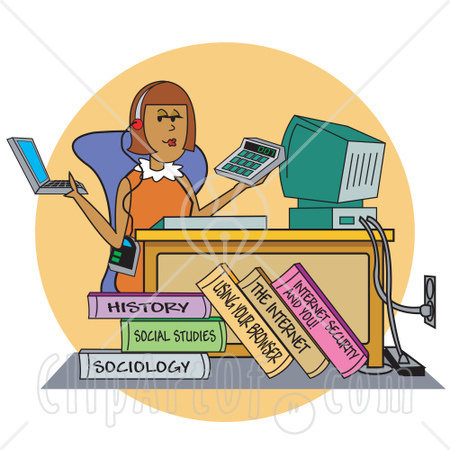 HISTORY
SOCIAL STUDIES
SOCIOLOGY
USING YOUR BROWSER
THE INTERNET
INTERNET SECURITY
AND YOU!
ClipArtOf.com